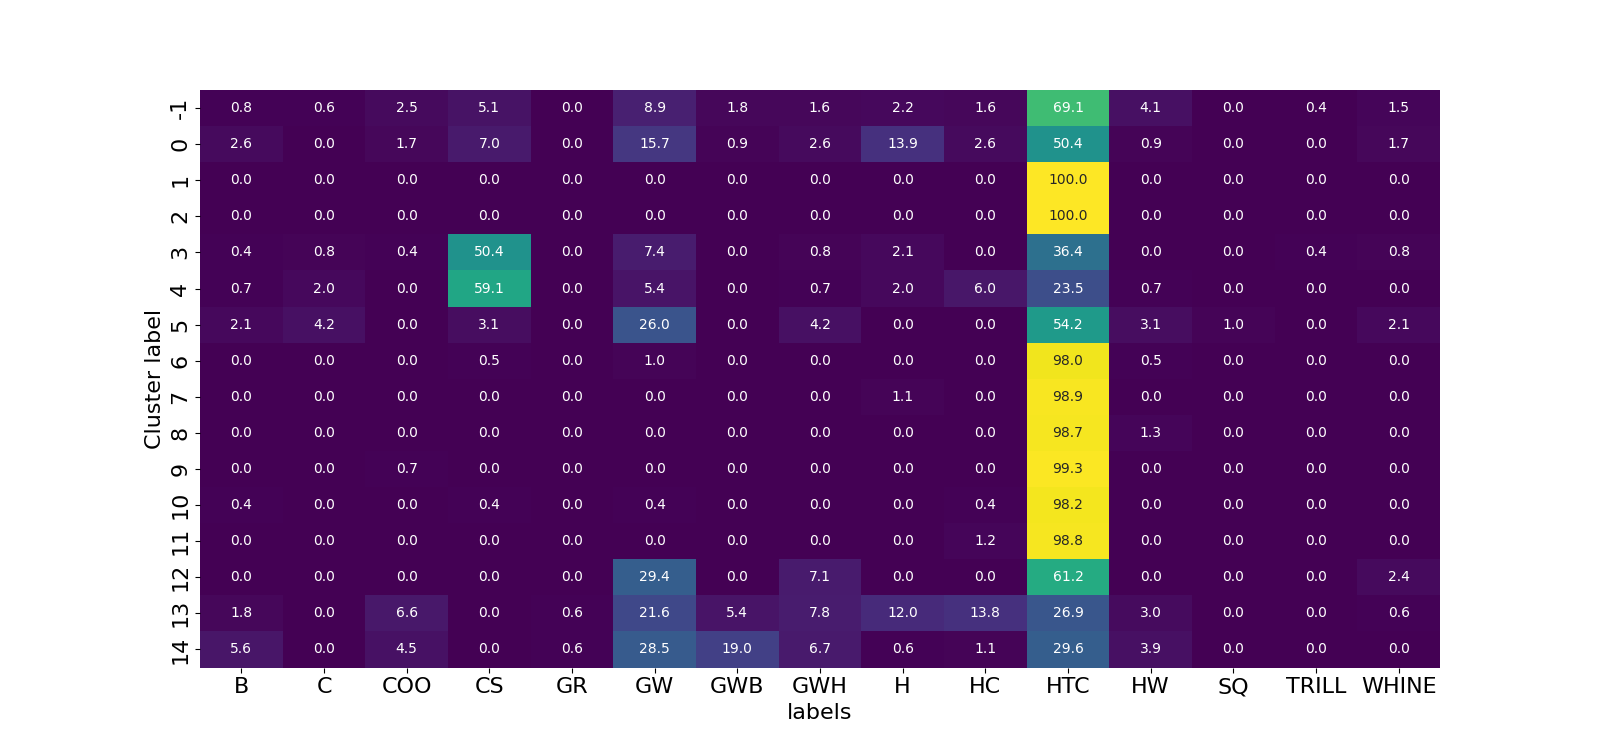 -1 0.8 0.6 2.5 5.1 0.0 8.9 1.8 1.6 2.2 1.6 69.1 4.1 0.0 0.4 1.5
0 2.6 0.0 1.7 7.0 0.0 15.7 0.9 2.6 13.9 2.6 50.4 0.9 0.0 0.0 1.7
1 0.0 0.0 0.0 0.0 0.0 0.0 0.0 0.0 0.0 0.0 100.0 0.0 0.0 0.0 0.0
2 0.0 0.0 0.0 0.0 0.0 0.0 0.0 0.0 0.0 0.0 100.0 0.0 0.0 0.0 0.0
3 0.4 0.8 0.4 50.4 0.0 7.4 0.0 0.8 2.1 0.0 36.4 0.0 0.0 0.4 0.8
4 0.7 2.0 0.0 59.1 0.0 5.4 0.0 0.7 2.0 6.0 23.5 0.7 0.0 0.0 0.0
5 2.1 4.2 0.0 3.1 0.0 26.0 0.0 4.2 0.0 0.0 54.2 3.1 1.0 0.0 2.1
6 0.0 0.0 0.0 0.5 0.0 1.0 0.0 0.0 0.0 0.0 98.0 0.5 0.0 0.0 0.0
7 0.0 0.0 0.0 0.0 0.0 0.0 0.0 0.0 1.1 0.0 98.9 0.0 0.0 0.0 0.0
8 0.0 0.0 0.0 0.0 0.0 0.0 0.0 0.0 0.0 0.0 98.7 1.3 0.0 0.0 0.0
9 0.0 0.0 0.7 0.0 0.0 0.0 0.0 0.0 0.0 0.0 99.3 0.0 0.0 0.0 0.0
10 0.4 0.0 0.0 0.4 0.0 0.4 0.0 0.0 0.0 0.4 98.2 0.0 0.0 0.0 0.0
11 0.0 0.0 0.0 0.0 0.0 0.0 0.0 0.0 0.0 1.2 98.8 0.0 0.0 0.0 0.0
12 0.0 0.0 0.0 0.0 0.0 29.4 0.0 7.1 0.0 0.0 61.2 0.0 0.0 0.0 2.4
13 1.8 0.0 6.6 0.0 0.6 21.6 5.4 7.8 12.0 13.8 26.9 3.0 0.0 0.0 0.6
14 5.6 0.0 4.5 0.0 0.6 28.5 19.0 6.7 0.6 1.1 29.6 3.9 0.0 0.0 0.0
Cluster label
B C COO CS GR GW GWB GWH H HC HTC HW SQ TRILL WHINE
labels